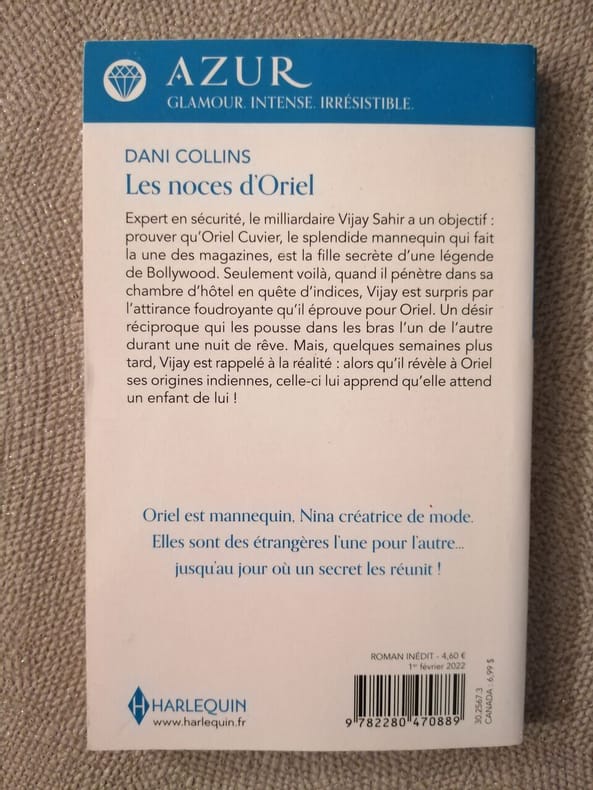 AZUR
GLAMOUR. INTENSE. IRRÉSISTIBLE.
DANI COLLINS
Les noces d'Oriel
Expert en sécurité, le milliardaire Vijay Sahir a un objectif :
prouver qu'Oriel Cuvier, le splendide mannequin qui fait
la une des magazines, est la fille secrète d'une légende
de Bollywood. Seulement voilà, quand il pénètre dans sa
chambre d'hôtel en quête d'indices, Vijay est surpris par
l'attirance foudroyante qu'il éprouve pour Oriel. Un désir
réciproque qui les pousse dans les bras l'un de l'autre
durant une nuit de rêve. Mais, quelques semaines plus
tard, Vijay est rappelé à la réalité : alors qu'il révèle à Oriel
ses origines indiennes, celle-ci lui apprend qu'elle attend
un enfant de lui !
Oriel est mannequin, Nina créatrice de mode.
Elles sont des étrangères l'une pour l'autre...
jusqu'au jour où un secret les réunit !
ROMAN INÉDIT - 4,60 €
1er février 2022
30.2567.3
CANADA : 6,99 $
9 782280 470889
H HARLEQUIN
www.harlequin.fr